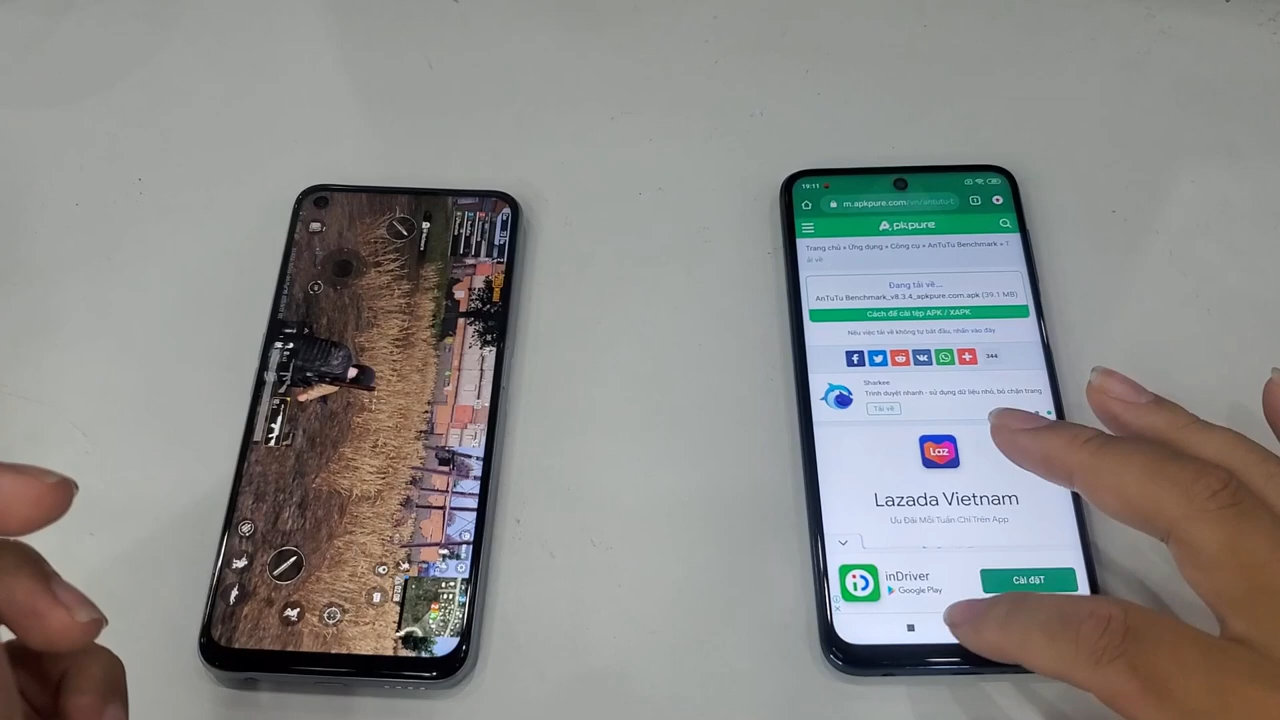 19:11
m.apkpure.com/vn/antutu-b
Apkpure
Trang chủ » Ứng dụng » Công cụ » AnTuTu Benchmark » T
ải về
Đang tải về...
AnTuTu Benchmark_v8.3.4_apkpure.com.apk (39.1 MB)
Cách để cài tệp APK / XAPK
Nếu việc tải về không tự bắt đầu, nhấn vào đây
344
Sharkee
Trình duyệt nhanh - sử dụng dữ liệu nhỏ, bỏ chặn trang
Tải về
Laz
Lazada Vietnam
Ưu Đãi Mỗi Tuần Chỉ Trên App
inDriver
Google Play
Cài đặT